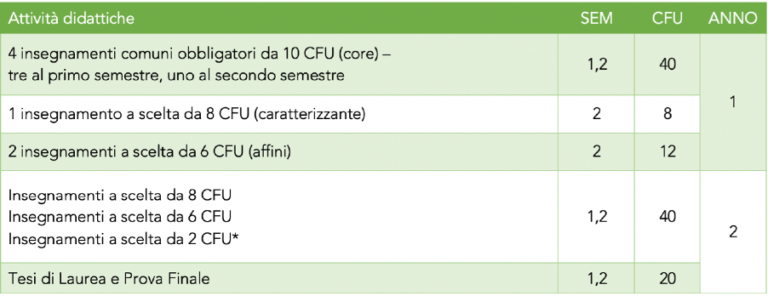 Attività didattiche SEM CFU ANNO
4 insegnamenti comuni obbligatori da 10 CFU (core) –
tre al primo semestre, uno al secondo semestre 1,2 40
1 insegnamento a scelta da 8 CFU (caratterizzante) 2 8
1
2 insegnamenti a scelta da 6 CFU (affini) 2 12
Insegnamenti a scelta da 8 CFU
Insegnamenti a scelta da 6 CFU 1,2 40
Insegnamenti a scelta da 2 CFU*
2
Tesi di Laurea e Prova Finale 1,2 20